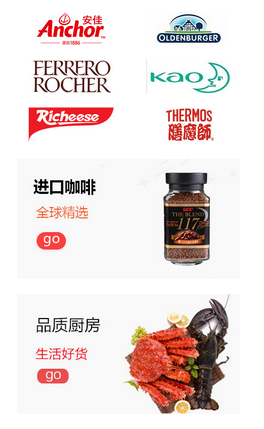 Anchor 安佳
源自1886
OLDENBURGER
FERRERO
ROCHER
Kao
Richeese
THERMOS
膳魔師
进口咖啡
全球精选
go
UCC
THE BLEND
117
品质厨房
生活好货
go